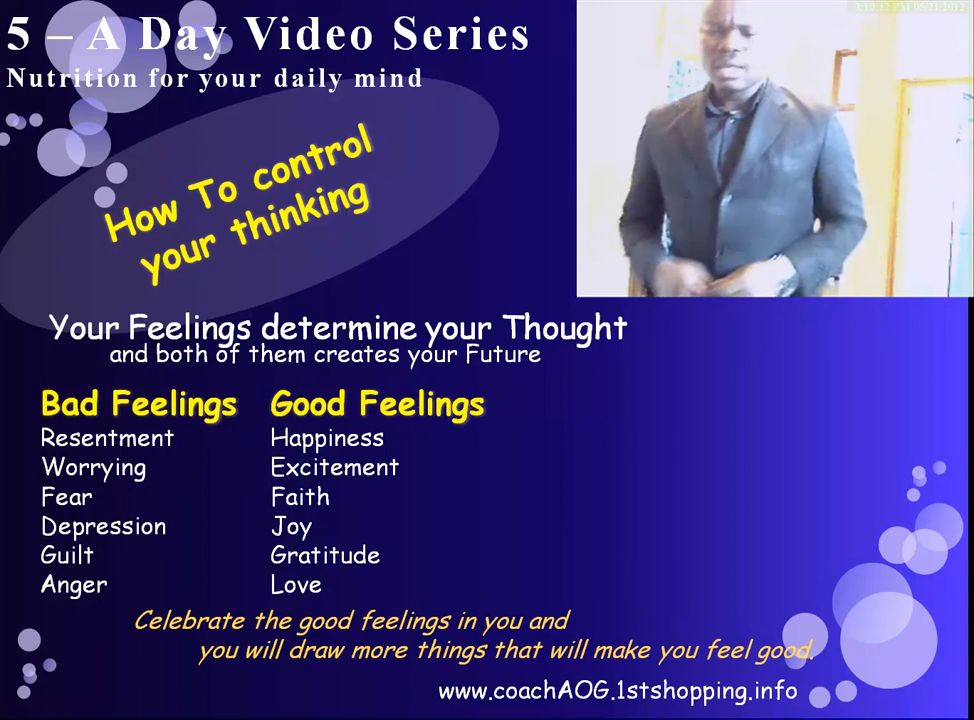 5 – A Day Video Series
Nutrition for your daily mind
How To control
your thinking
Your Feelings determine your Thought
and both of them creates your Future
Bad Feelings Good Feelings
Resentment Happiness
Worrying Excitement
Fear Faith
Depression Joy
Guilt Gratitude
Anger Love
Celebrate the good feelings in you and
you will draw more things that will make you feel good.
www.coachAOG.1stshopping.info